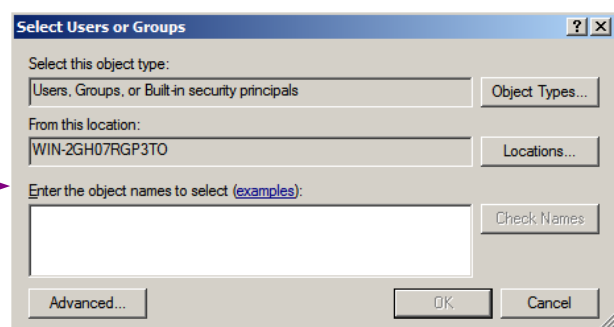 Select Users or Groups
Select this object type:
Users, Groups, or Built-in security principals
Object Types...
From this location:
WIN-2GH07RGP3TO
Locations...
Enter the object names to select (examples):
Check Names
Advanced...
OK
Cancel